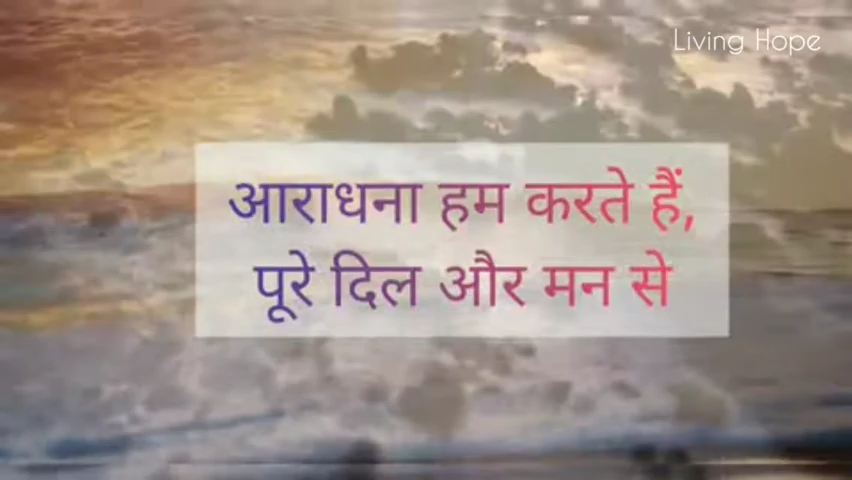 Living Hope
आराधना हम करते हैं,
पूरे दिल और मन से